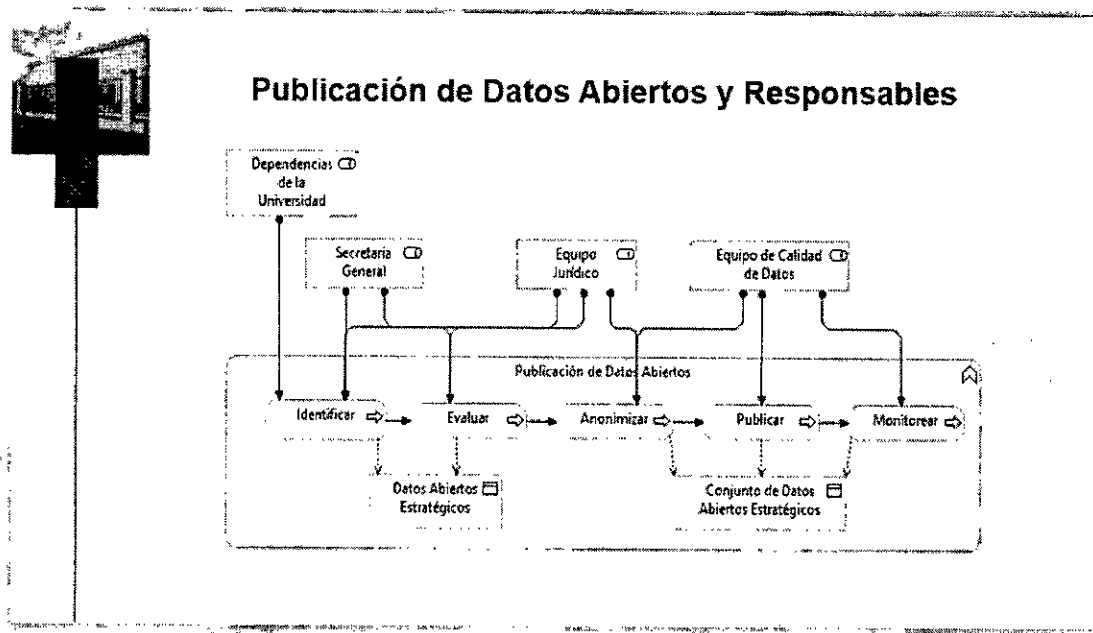 Publicación de Datos Abiertos y Responsables
Dependencias
de la
Universidad
Secretaria
General
Equipo
Jurídico
Equipo de Calidad
de Datos
Publicación de Datos Abiertos
Identificar
Evaluar
Anonimizar
Publicar
Monitorear
Datos Abiertos
Estratégicos
Conjunto de Datos
Abiertos Estratégicos